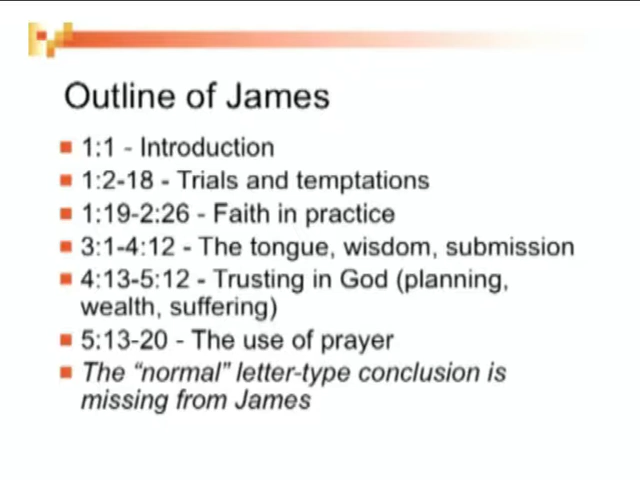 Outline of James
1:1 - Introduction
1:2-18 - Trials and temptations
1:19-2:26 - Faith in practice
3:1-4:12 - The tongue, wisdom, submission
4:13-5:12 - Trusting in God (planning,
wealth, suffering)
5:13-20 - The use of prayer
The “normal” letter-type conclusion is
missing from James